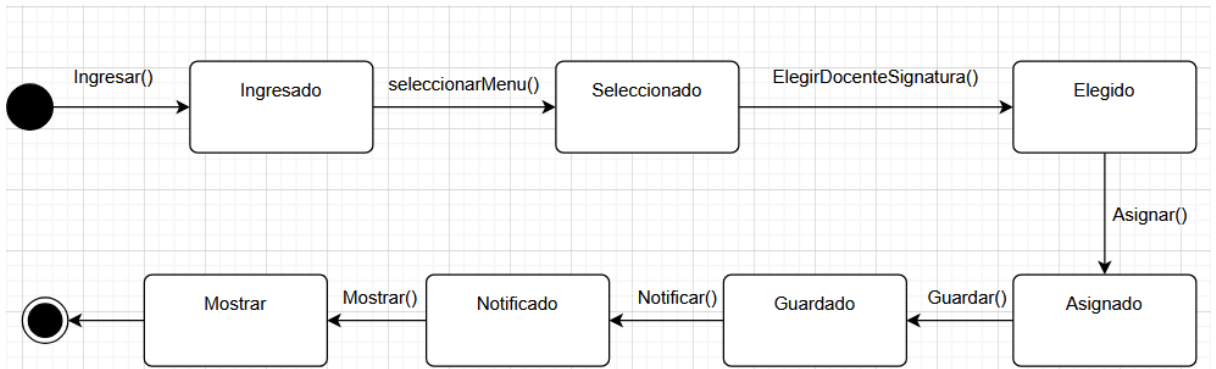 Ingresar()
Ingresado
seleccionarMenu()
Seleccionado
ElegirDocenteSignatura()
Elegido
Asignar()
Asignado
Guardar()
Guardado
Notificar()
Notificado
Mostrar()
Mostrar